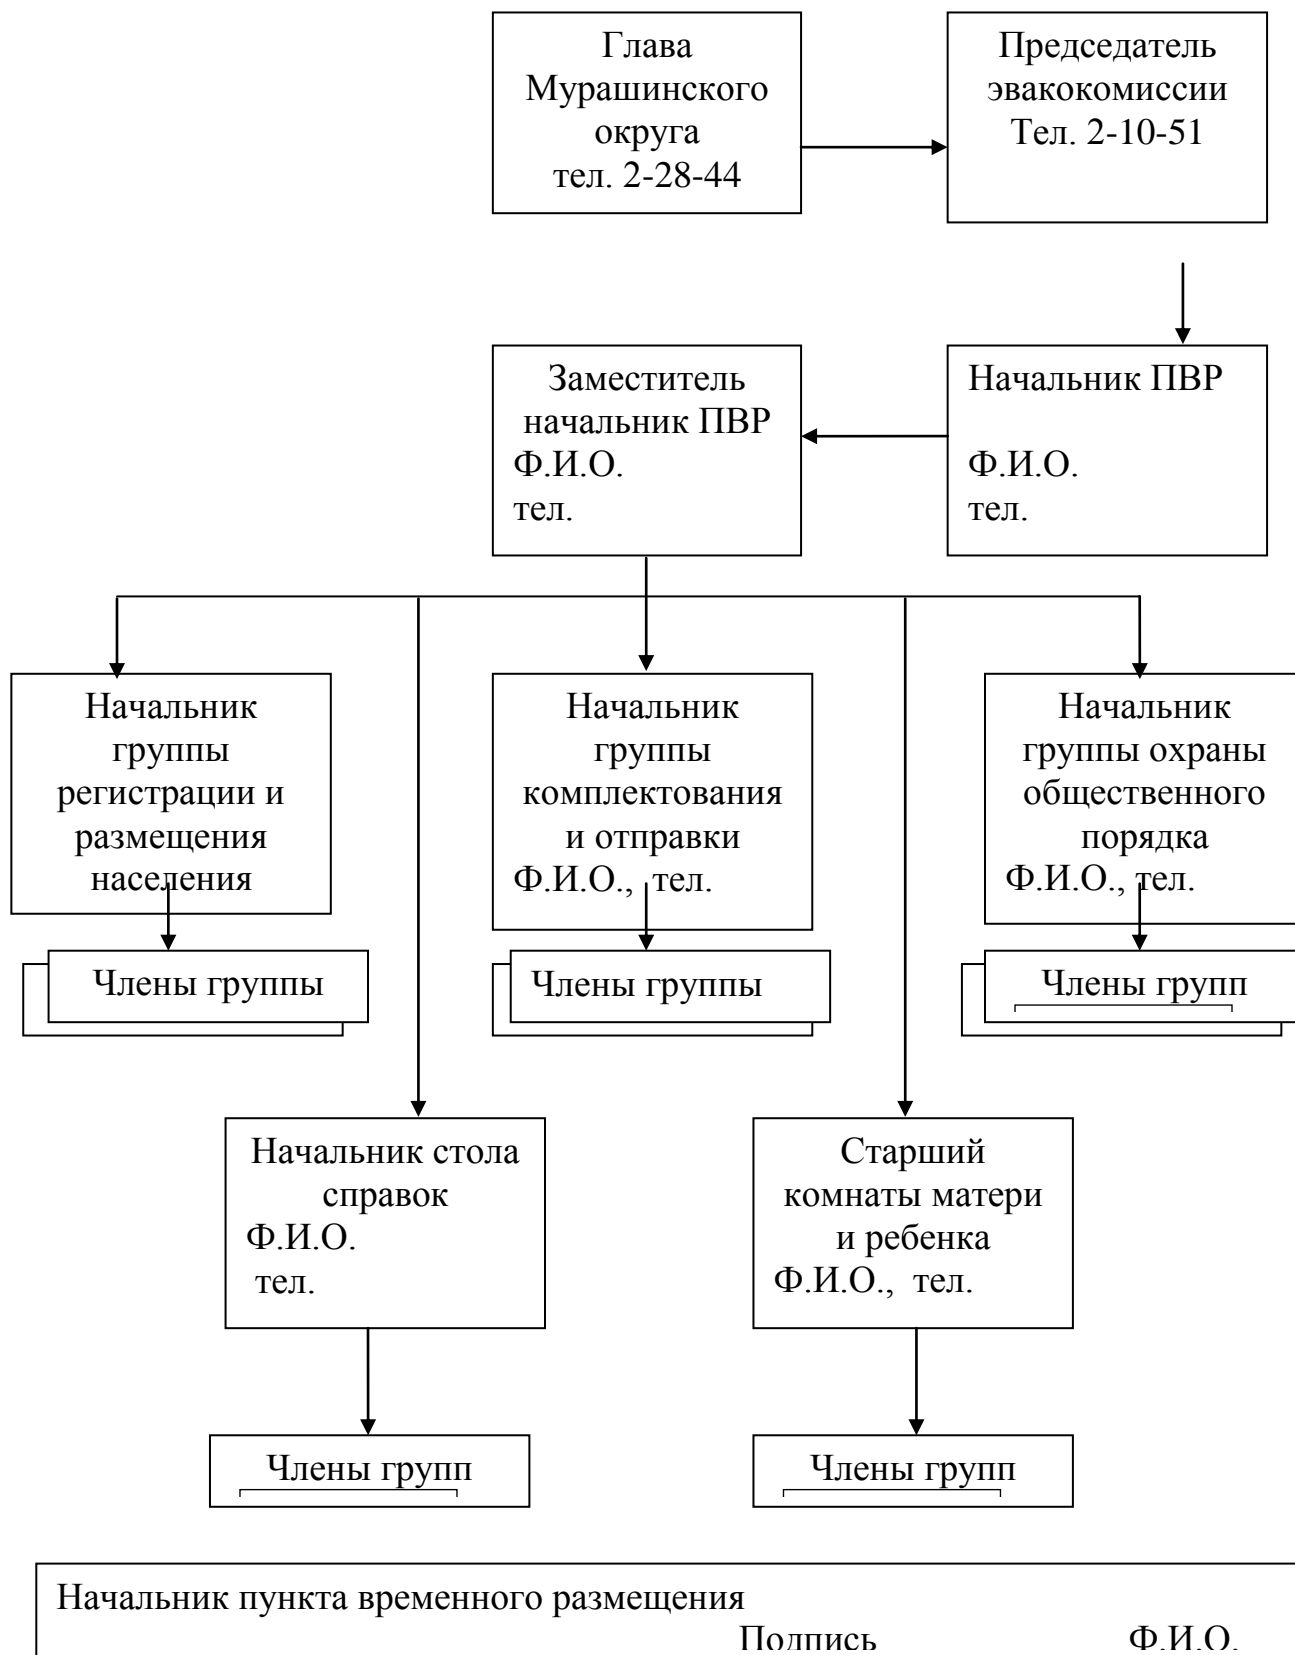 Глава
Мурашинского
округа
тел. 2-28-44
Председатель
эвакокомиссии
Тел. 2-10-51
Заместитель
начальник ПВР
Ф.И.О.
тел.
Начальник ПВР
Ф.И.О.
тел.
Начальник
группы
регистрации и
размещения
населения
Начальник
группы
комплектования
и отправки
Ф.И.О., тел.
Начальник
группы охраны
общественного
порядка
Ф.И.О., тел.
Члены группы
Члены группы
Члены групп
Начальник стола
справок
Ф.И.О.
тел.
Старший
комнаты матери
и ребенка
Ф.И.О., тел.
Члены групп
Члены групп
Начальник пункта временного размещения
Подпись Ф.И.О.